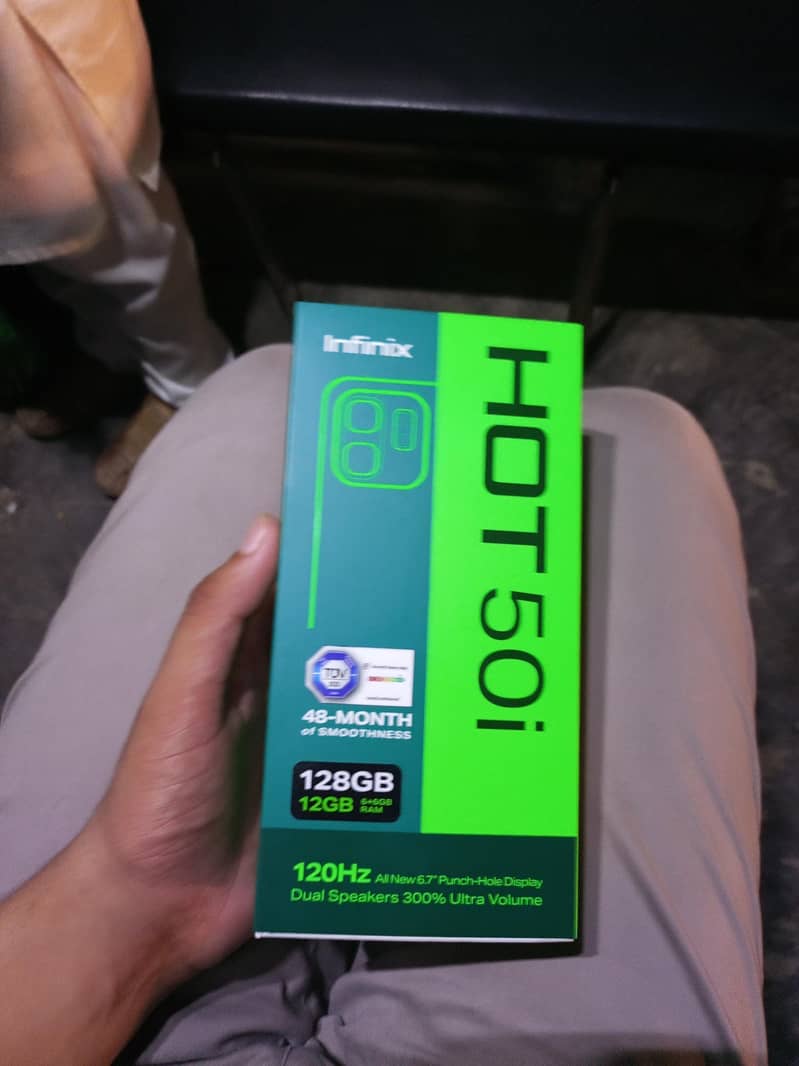 Infinix
HOT 50i
TÜV
48-MONTH
of SMOOTHNESS
128GB
12GB 6+6GB
RAM
120Hz All New 6.7" Punch-Hole Display
Dual Speakers 300% Ultra Volume